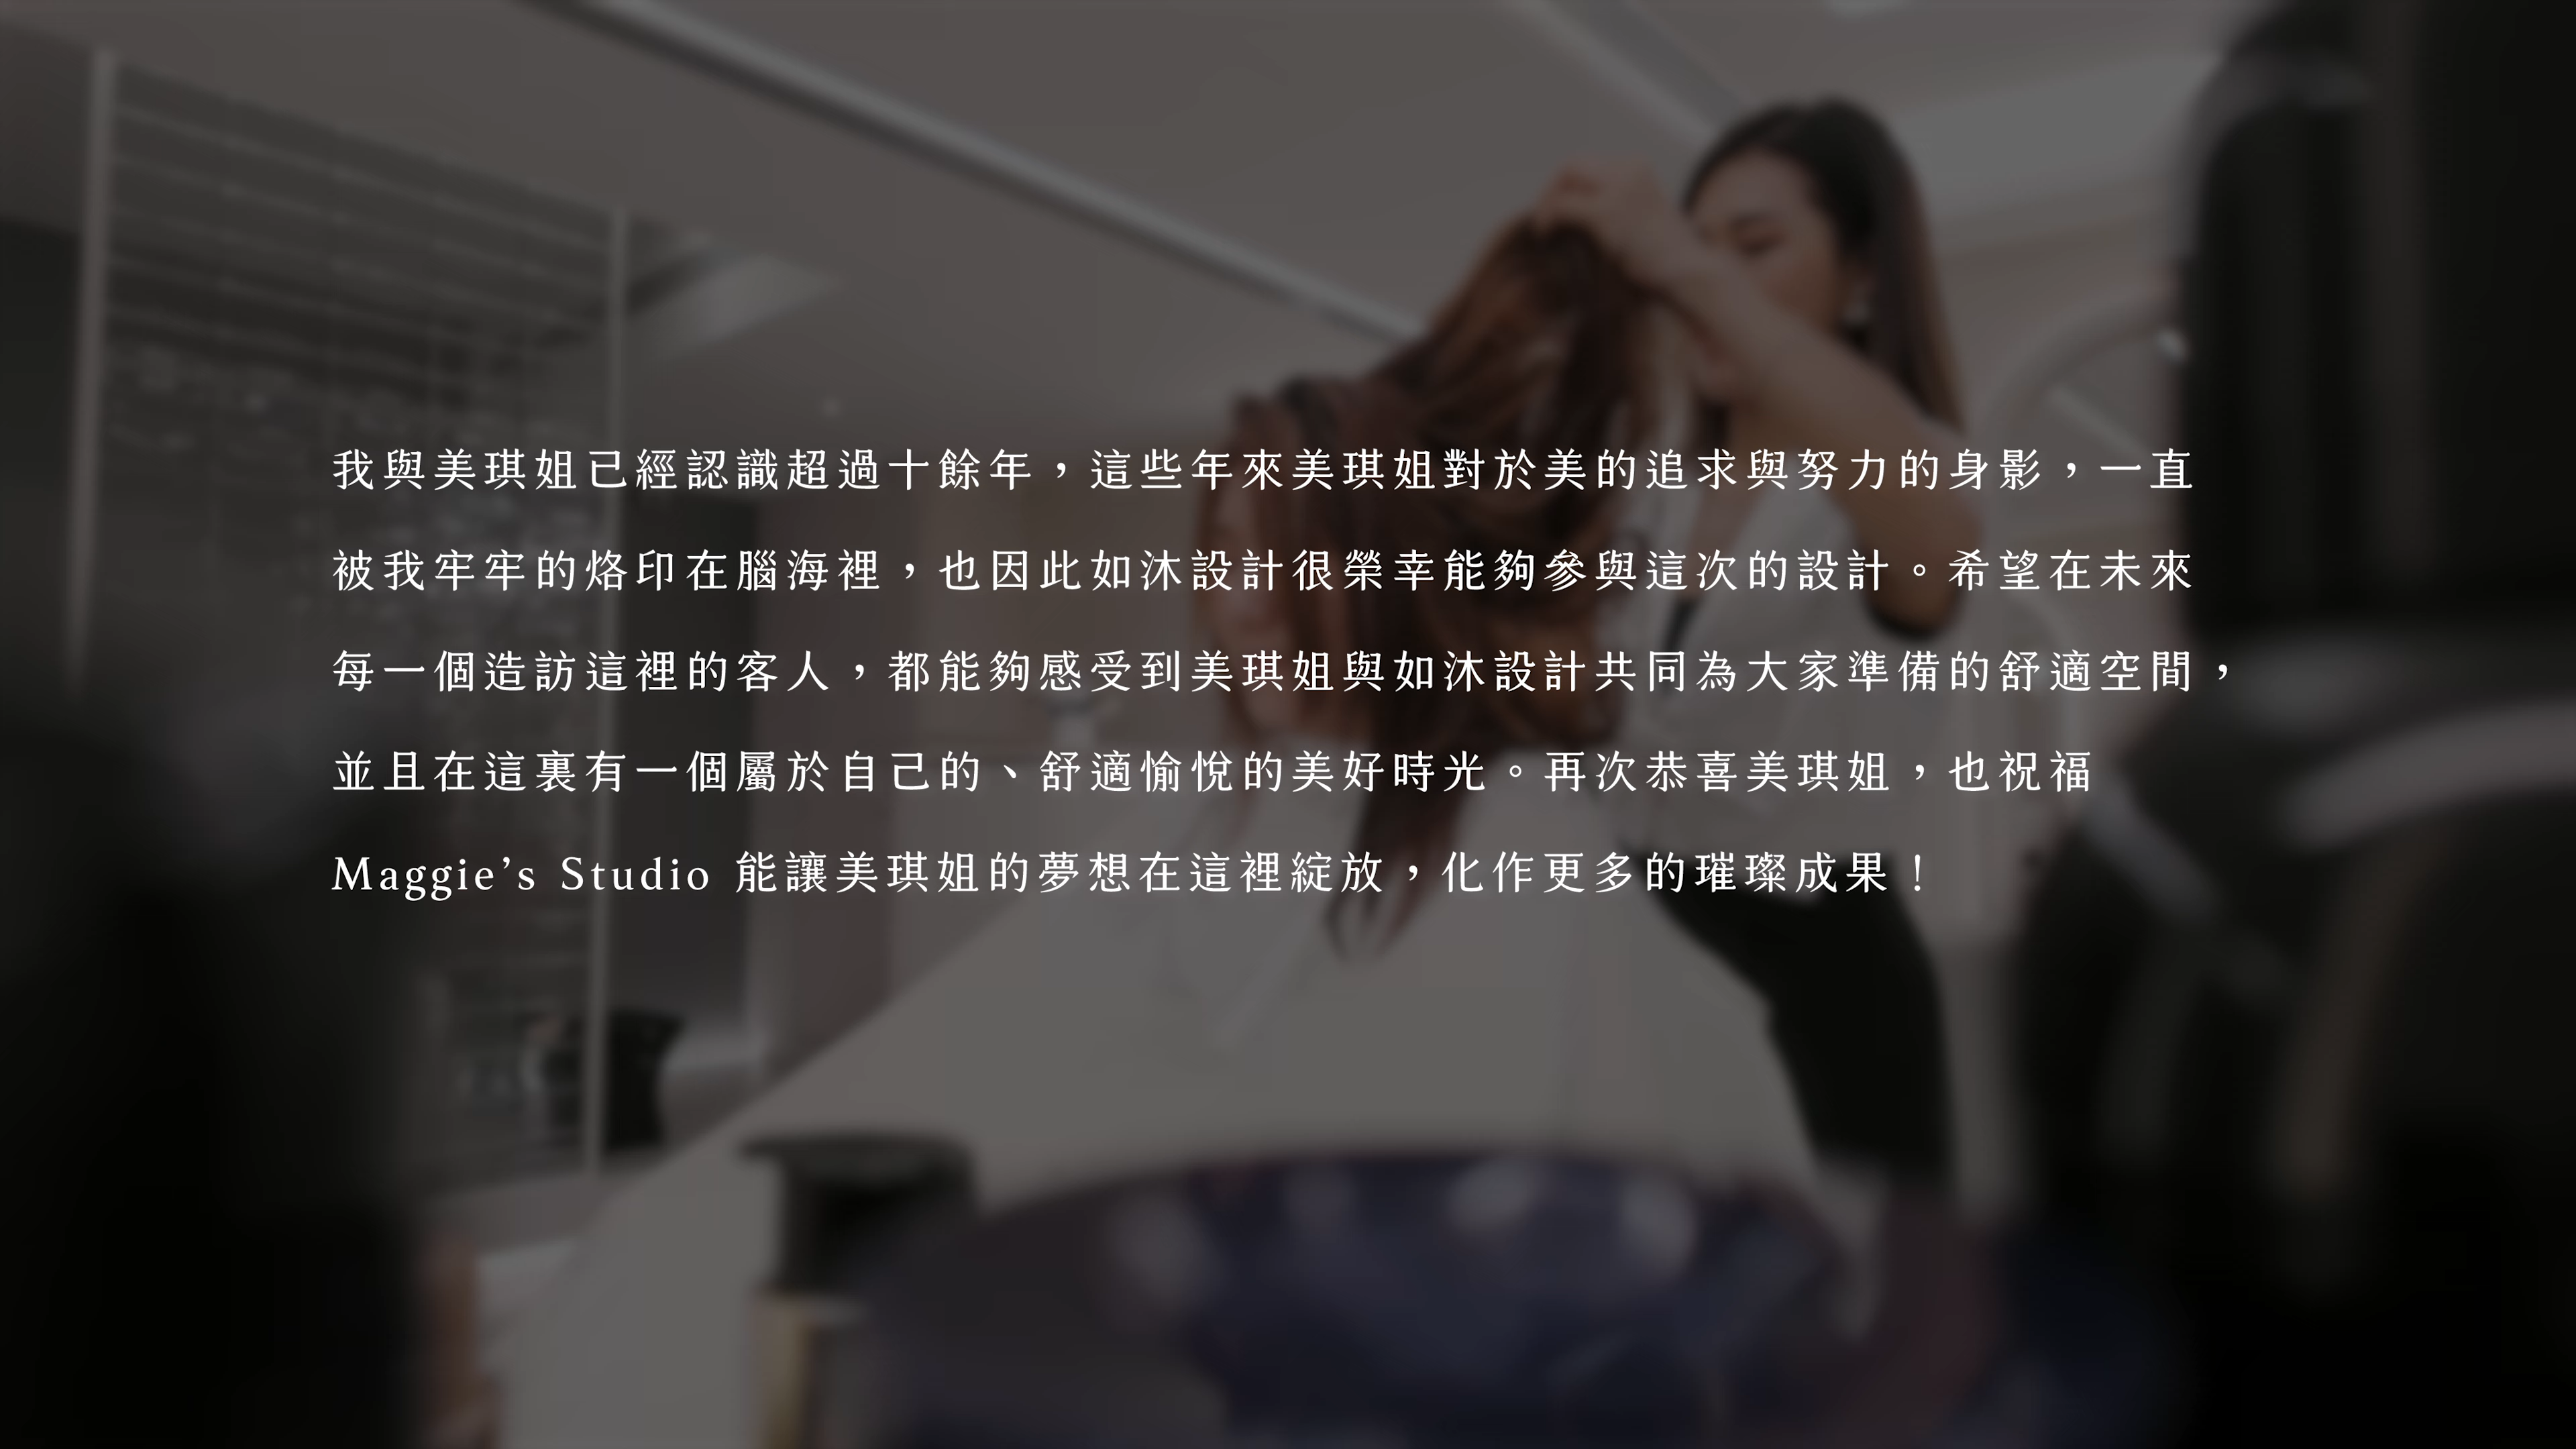 我與美琪姐已經認識超過十餘年，這些年來美琪姐對於美的追求與努力的身影，一直
被我牢牢的烙印在腦海裡，也因此如沐設計很榮幸能夠參與這次的設計。希望在未來
每一個造訪這裡的客人，都能夠感受到美琪姐與如沐設計共同為大家準備的舒適空間，
並且在這裏有一個屬於自己的、舒適愉悅的美好時光。再次恭喜美琪姐，也祝福
Maggie’s Studio 能讓美琪姐的夢想在這裡綻放，化作更多的璀璨成果！